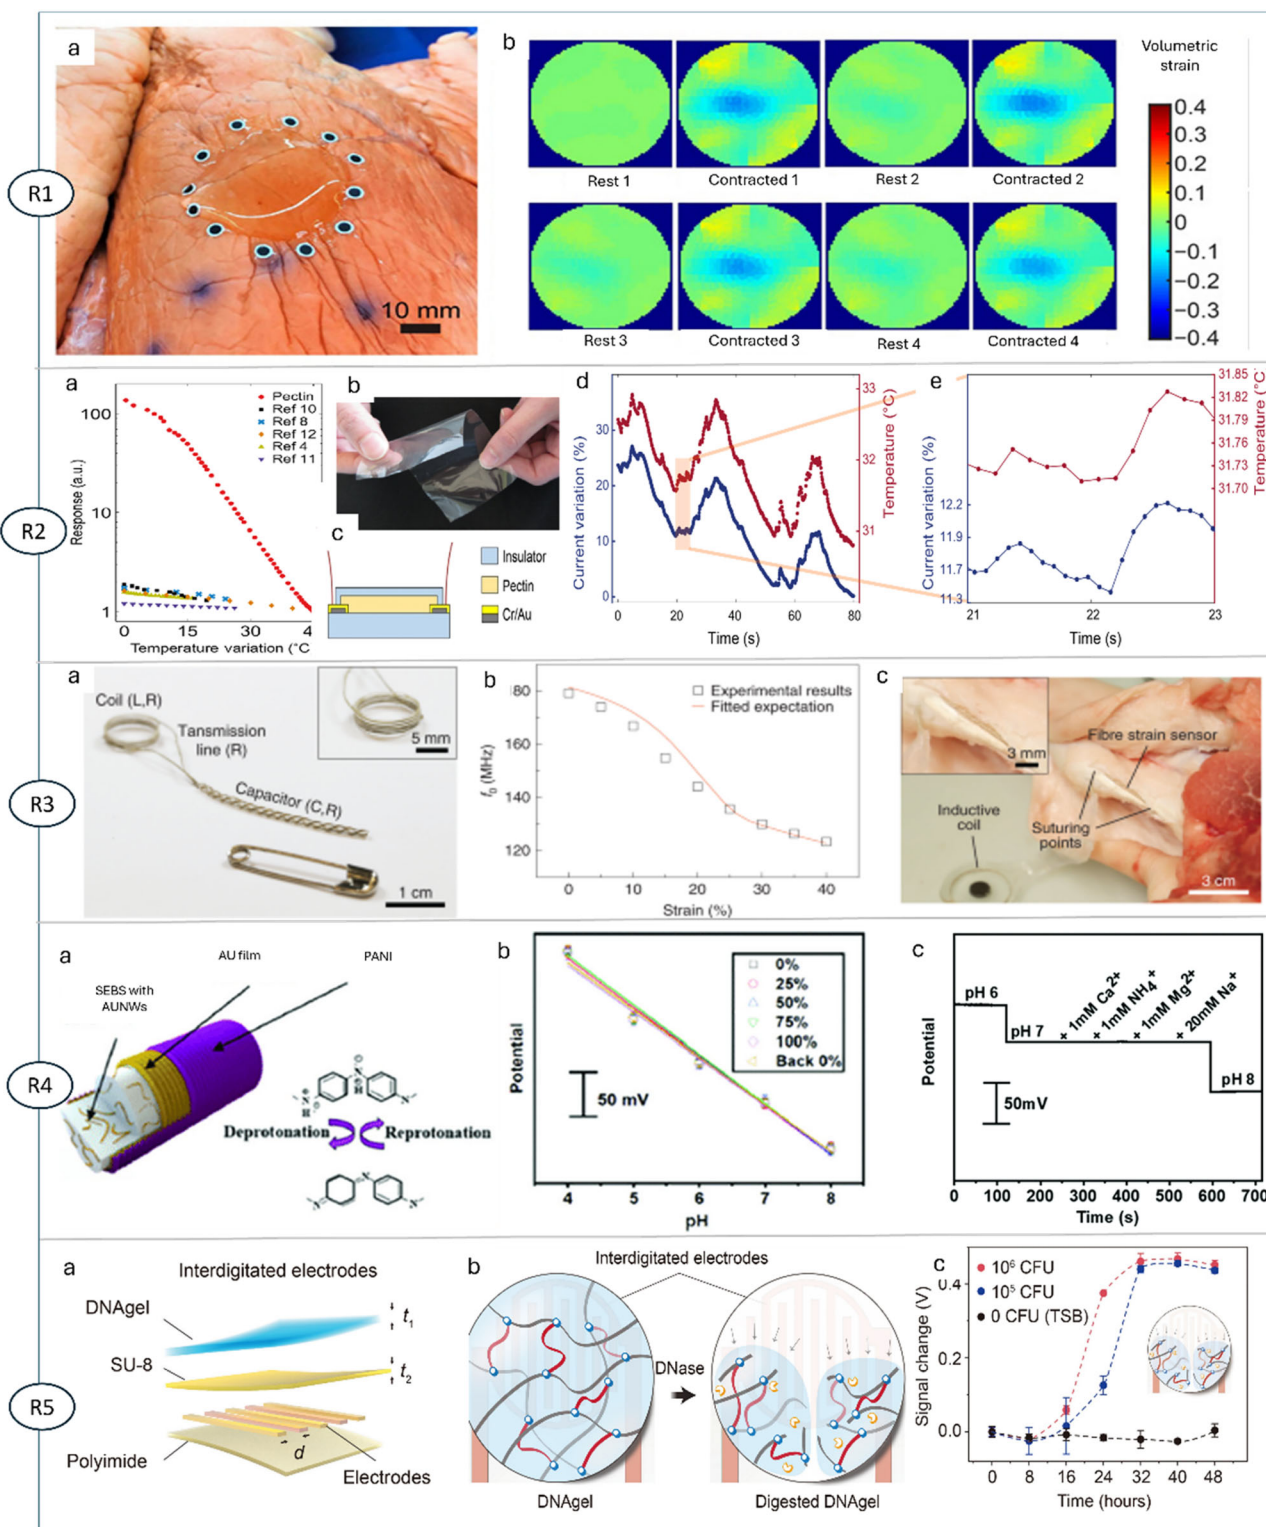 R1
a
10 mm
b
Rest 1
Contracted 1
Rest 2
Contracted 2
Rest 3
Contracted 3
Rest 4
Contracted 4
Volumetric
strain
0.4
0.3
0.2
0.1
0
−0.1
−0.2
−0.3
−0.4
R2
a
Response (a.u.)
100
10
1
Pectin
Ref 10
Ref 8
Ref 12
Ref 4
Ref 11
0
15
30
4
Temperature variation (°C
b
c
Insulator
Pectin
Cr/Au
d
Current variation (%)
30
20
10
0
33
32
31
Temperature (°C)
0
20
40
60
80
Time (s)
e
Current variation (%)
12.2
11.9
11.7
11.3
31.85
31.79
31.76
31.73
31.70
Temperature (°C)
21
22
23
Time (s)
R3
a
Coil (L,R)
Tansmission
line (R)
Capacitor (C,R)
5 mm
1 cm
b
f0 (MHz)
80
160
140
120
Experimental results
Fitted expectation
0
10
20
30
40
Strain (%)
c
3 mm
Fibre strain sensor
Inductive
coil
Suturing
points
3 cm
R4
a
AU film
PANI
SEBS with
AUNWs
Deprotonation
Reprotonation
b
Potential
50 mV
0%
25%
50%
75%
100%
Back 0%
4
5
6
7
8
pH
c
Potential
pH 6
pH 7
1mM Ca2+
1mM NH4+
1mM Mg2+
20mM Na+
pH 8
50mV
0
100
200
300
400
500
600
700
Time (s)
R5
a
Interdigitated electrodes
DNAgel
t1
SU-8
t2
Polyimide
d
Electrodes
b
Interdigitated electrodes
DNase
DNAgel
Digested DNAgel
c
Signal change (V)
0.4
0.2
0.0
10⁶ CFU
10⁵ CFU
0 CFU (TSB)
0
8
16
24
32
40
48
Time (hours)